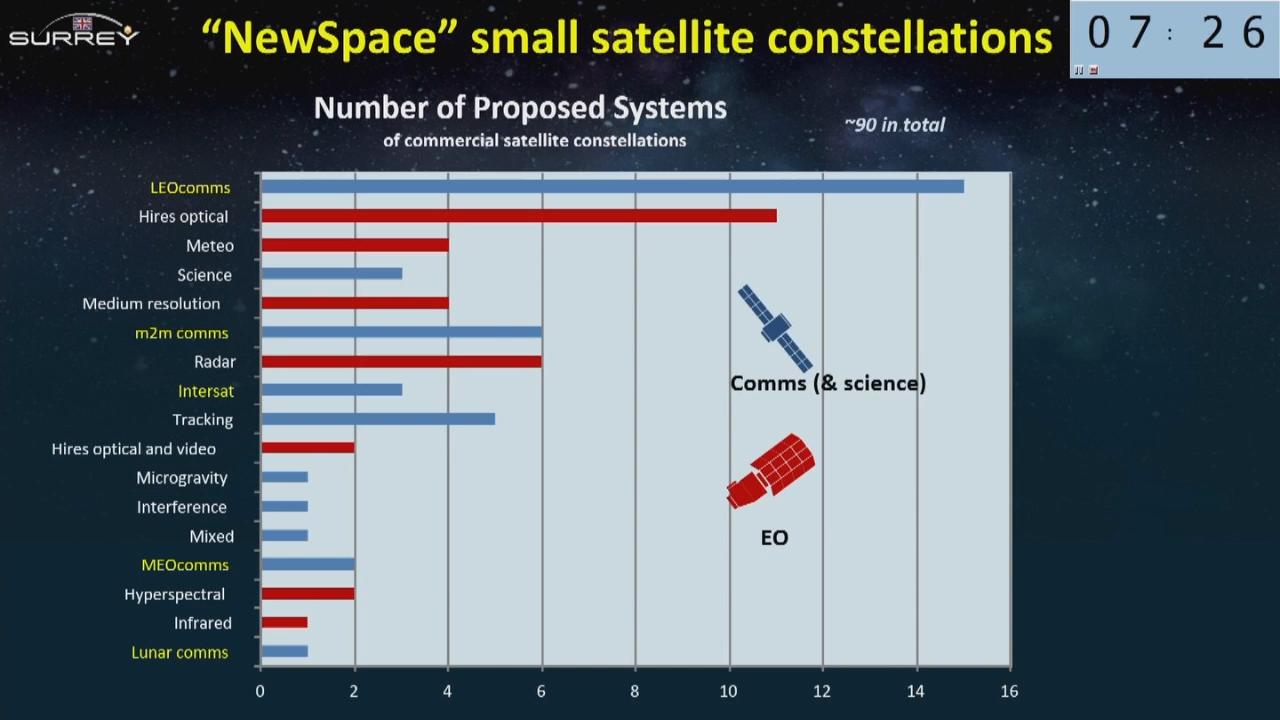 SURREY
“NewSpace” small satellite constellations
07: 26
Number of Proposed Systems
of commercial satellite constellations
~90 in total
LEOcomms
Hires optical
Meteo
Science
Medium resolution
m2m comms
Radar
Intersat
Tracking
Hires optical and video
Microgravity
Interference
Mixed
MEOcomms
Hyperspectral
Infrared
Lunar comms
Comms (& science)
EO
0 2 4 6 8 10 12 14 16